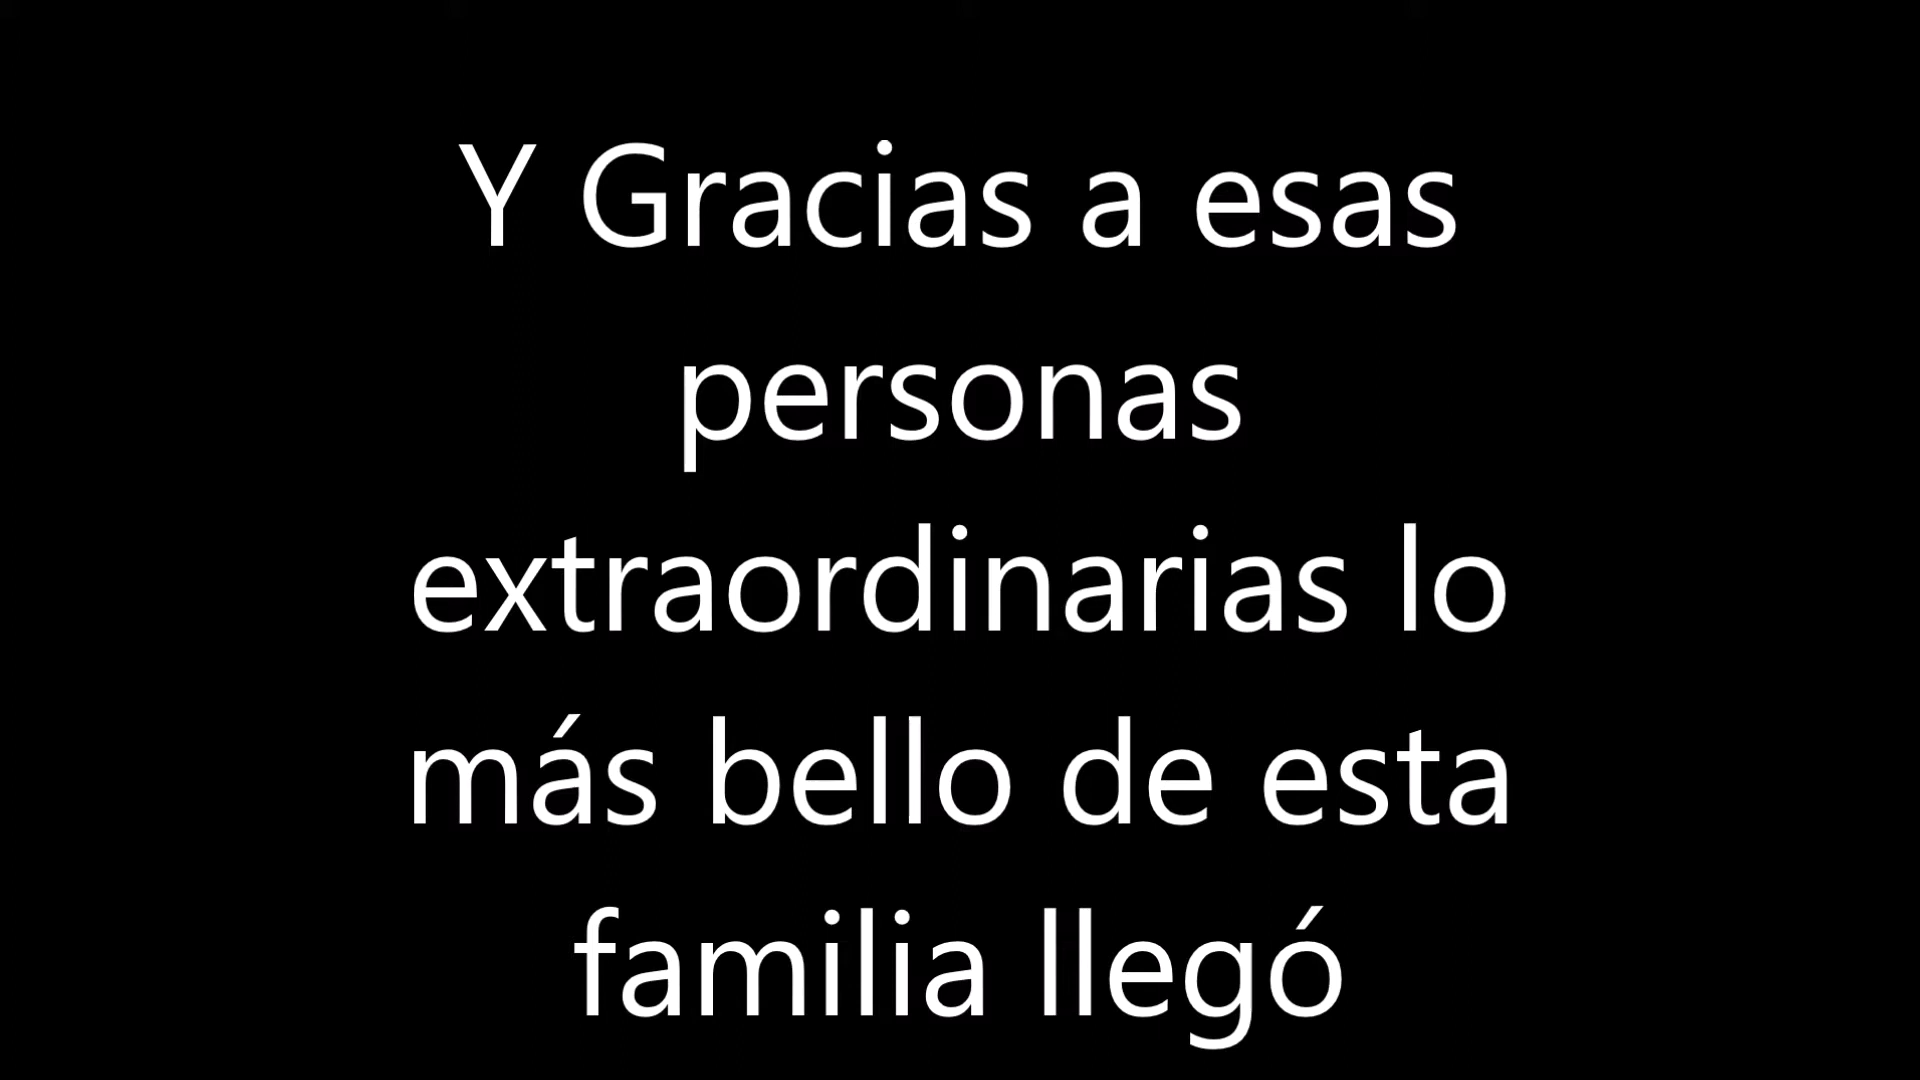 Y Gracias a esas
personas
extraordinarias lo
más bello de esta
familia llegó